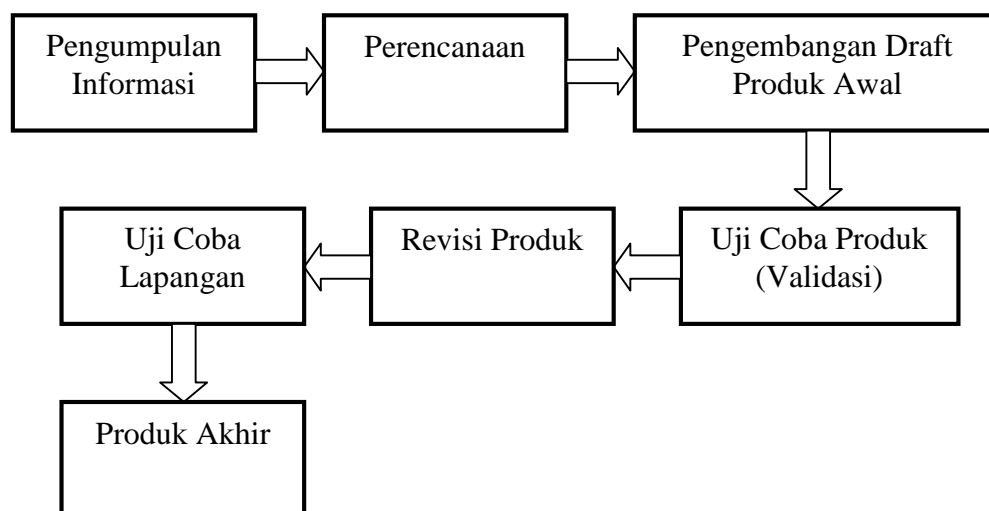 Pengumpulan
Informasi
Perencanaan
Pengembangan Draft
Produk Awal
Uji Coba Produk
(Validasi)
Revisi Produk
Uji Coba
Lapangan
Produk Akhir